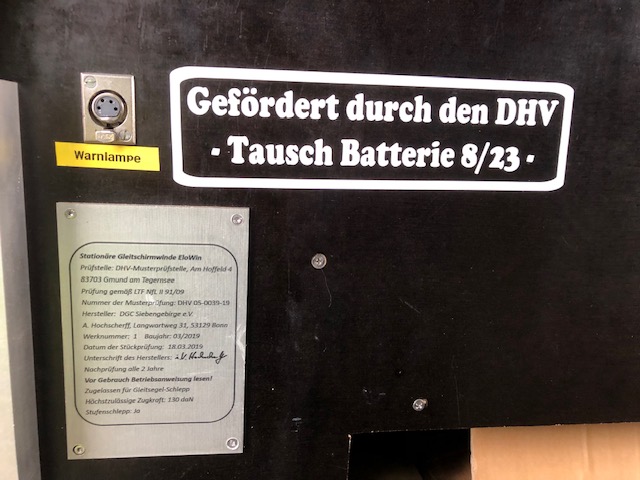 Gefördert durch den DHV
- Tausch Batterie 8/23 -
Warnlampe
Stationäre Gleitschirmwinde EloWin
Prüfstelle: DHV-Musterprüfstelle, Am Hoffeld 4
83703 Gmund am Tegernsee
Prüfung gemäß LTF NfL II 91/09
Nummer der Musterprüfung: DHV 05-0039-19
Hersteller: DGC Siebengebirge e.V.
A. Hochscherff, Langwartweg 31, 53129 Bonn
Werknummer: 1 Baujahr: 03/2019
Datum der Stückprüfung: 18.03.2019
Unterschrift des Herstellers: i.V.
Nachprüfung alle 2 Jahre
Vor Gebrauch Betriebsanweisung lesen!
Zugelassen für Gleitsegel-Schlepp
Höchstzulässige Zugkraft: 130 daN
Stufenschlepp: Ja